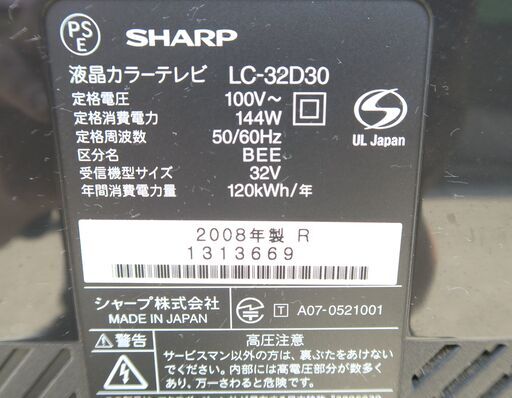 PS
E
SHARP
液晶カラーテレビ LC-32D30
定格電圧 100V～
定格消費電力 144W
定格周波数 50/60Hz
区分名 BEE
受信機型サイズ 32V
年間消費電力量 120kWh/年
S
UL Japan
2008年製 R
1313669
シャープ株式会社
MADE IN JAPAN
T A07-0521001
警告 高圧注意
サービスマン以外の方は、裏ぶたをあけない
でください。内部には高電圧部分が数多く
あり、万一さわると危険です。